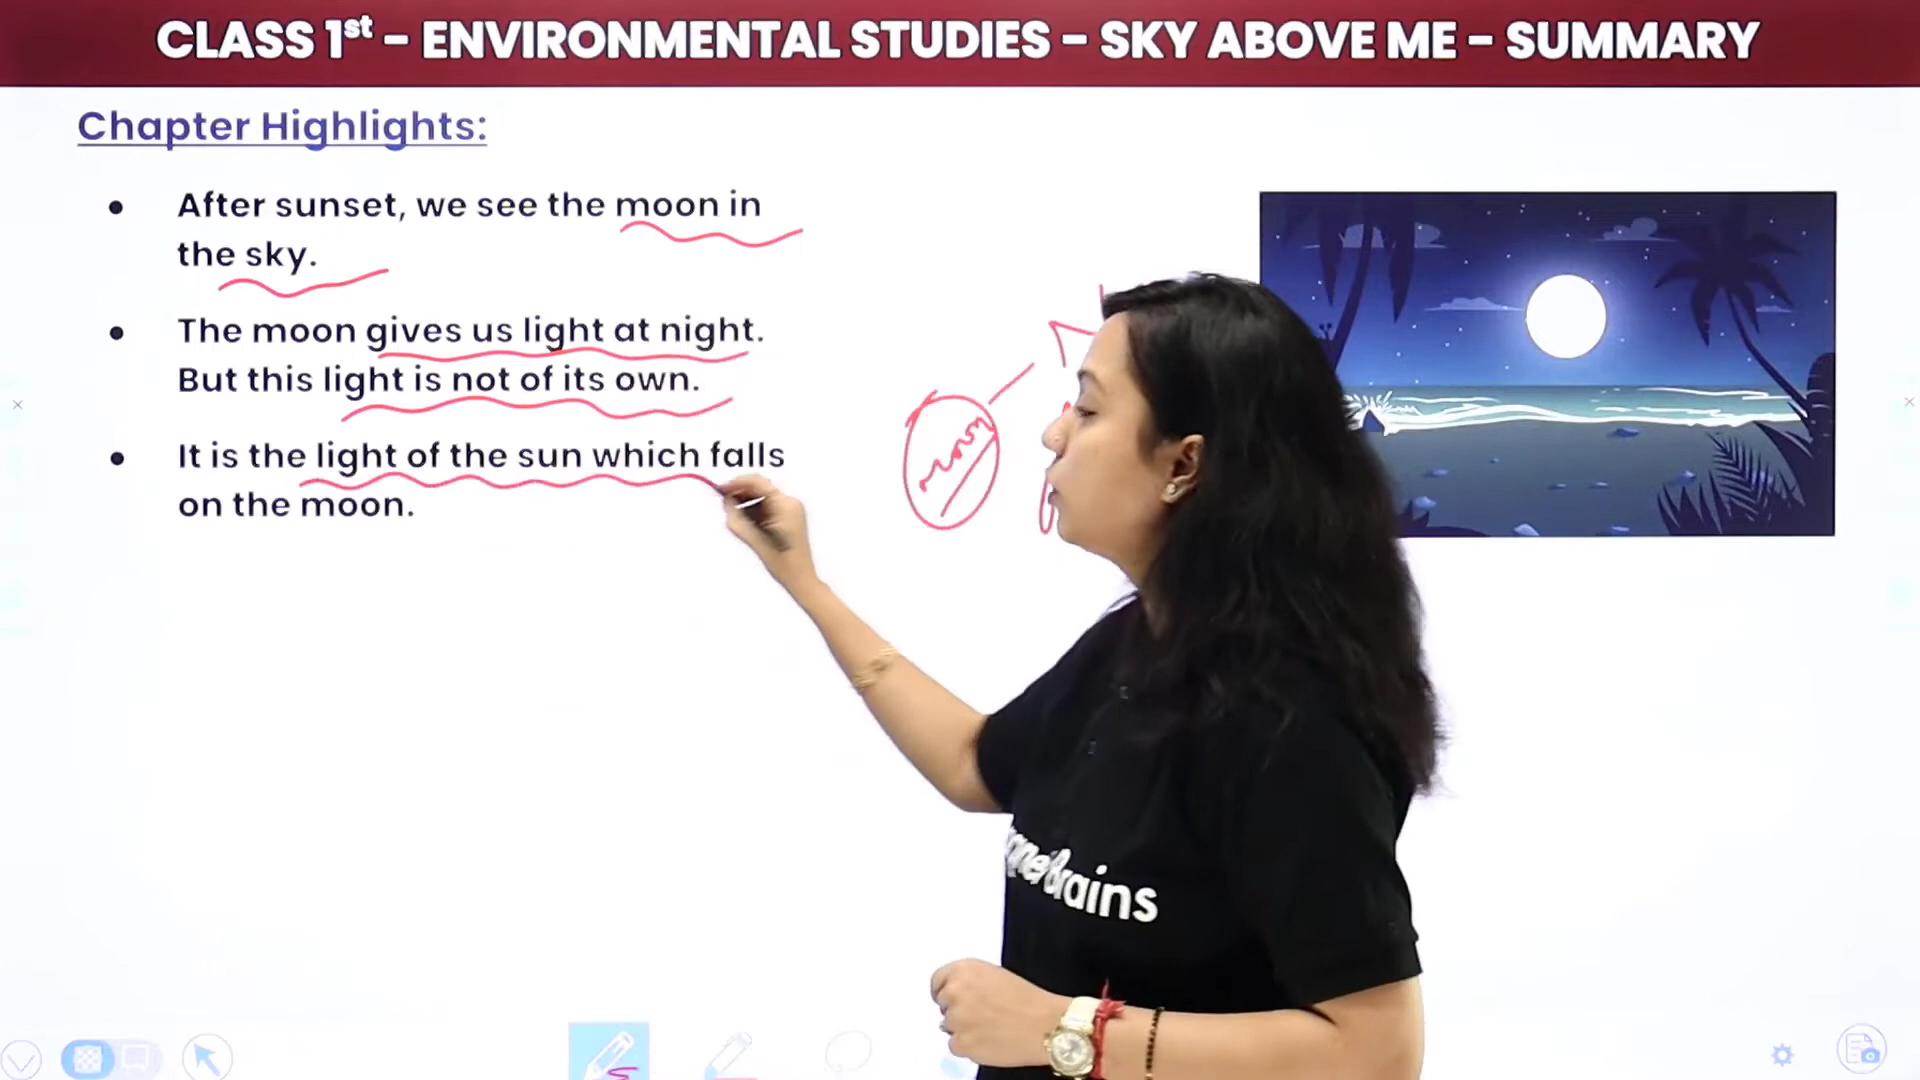 CLASS 1st – ENVIRONMENTAL STUDIES – SKY ABOVE ME – SUMMARY
Chapter Highlights:
• After sunset, we see the moon in
the sky.
• The moon gives us light at night.
But this light is not of its own.
• It is the light of the sun which falls
on the moon.
moon
Brains